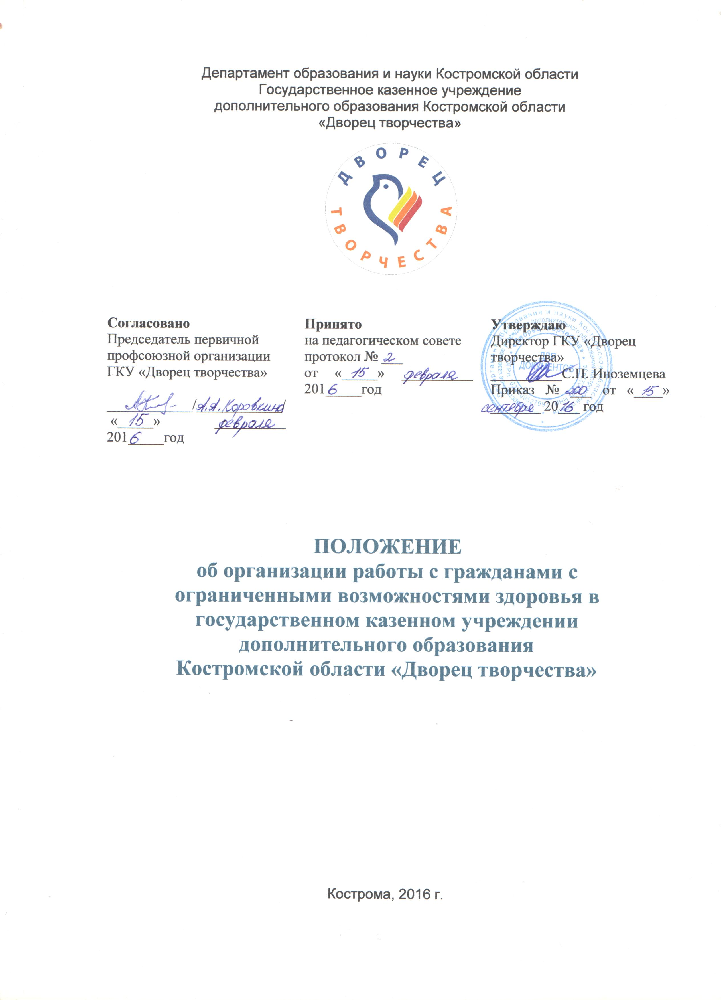 Департамент образования и науки Костромской области
Государственное казенное учреждение
дополнительного образования Костромской области
«Дворец творчества»
ДВОРЕЦ
ТВОРЧЕСТВА
Согласовано
Председатель первичной
профсоюзной организации
ГКУ «Дворец творчества»
/А.А. Коровкина/
«15» февраля
2016 год
Принято
на педагогическом совете
протокол № 2
от «15» февраля
2016 год
Утверждаю
Директор ГКУ «Дворец
творчества»
С.П. Иноземцева
Приказ № 200 от «15»
сентября 2016 год
ДЛЯ
ДОКУМЕНТОВ
ПОЛОЖЕНИЕ
об организации работы с гражданами с
ограниченными возможностями здоровья в
государственном казенном учреждении
дополнительного образования
Костромской области «Дворец творчества»
Кострома, 2016 г.